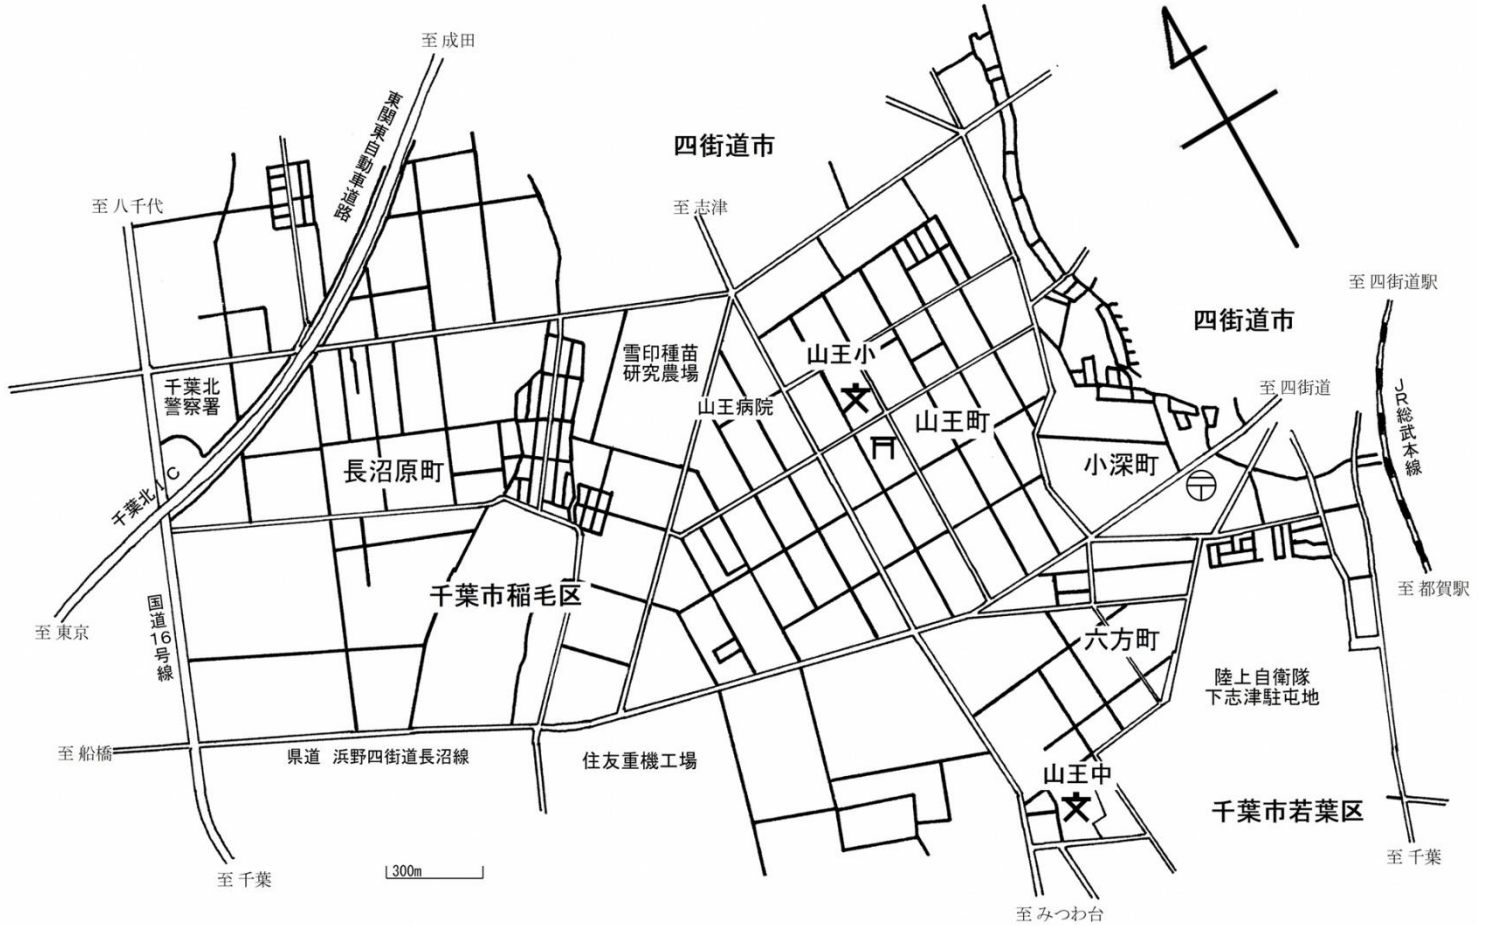 至 成田
東関東自動車道路
四街道市
至 八千代
至 志津
至 四街道駅
四街道市
雪印種苗
研究農場
山王小
千葉北
警察署
至 四街道
JR総武本線
山王病院
山王町
長沼原町
小深町
千葉北IC
千葉市稲毛区
至 都賀駅
国道16号線
至 東京
六方町
陸上自衛隊
下志津駐屯地
至 船橋
県道 浜野四街道長沼線
住友重機工場
山王中
千葉市若葉区
300m
至 千葉
至 千葉
至 みつわ台